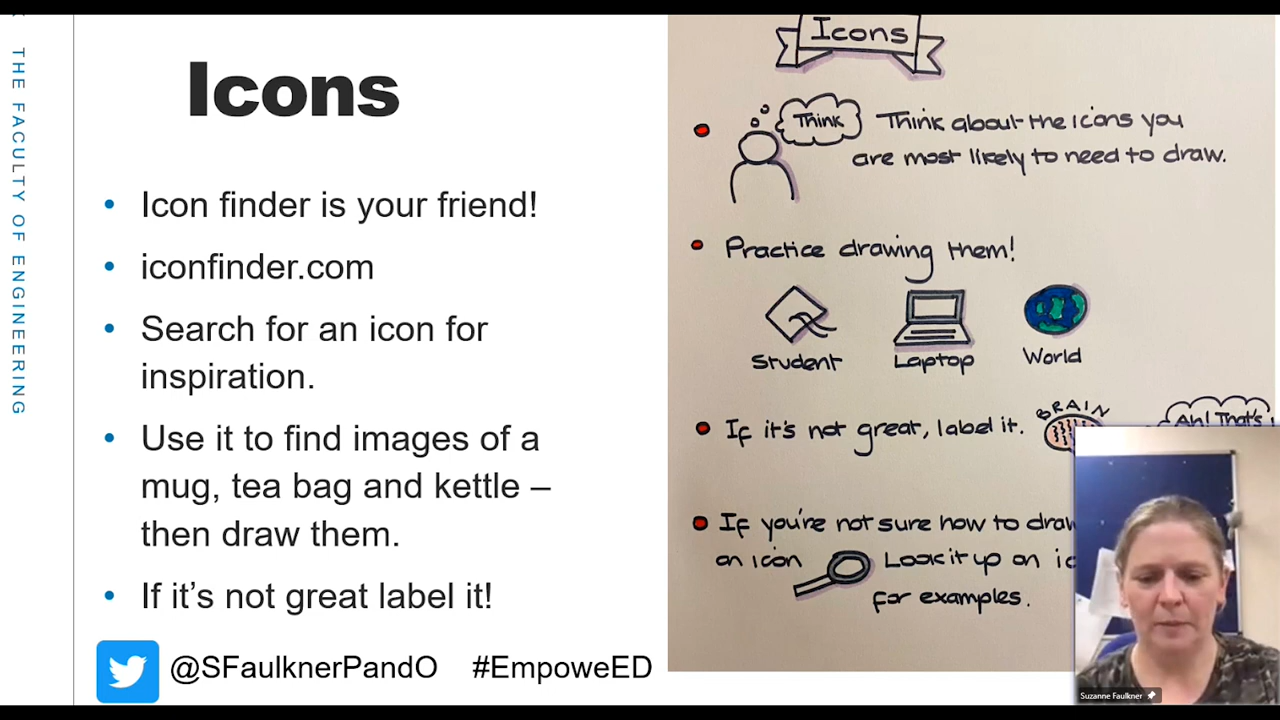 THE FACULTY OF ENGINEERING
Icons
• Icon finder is your friend!
• iconfinder.com
• Search for an icon for
inspiration.
• Use it to find images of a
mug, tea bag and kettle –
then draw them.
• If it's not great label it!
@SFaulknerPandO #EmpoweED
Icons
Think
Think about the icons you
are most likely to need to draw.
Practice drawing them!
Student Laptop World
If it's not great, label it.
BRAIN
Ah! That's
If you're not sure how to draw
an icon Look it up on
for examples.
Suzanne Faulkner